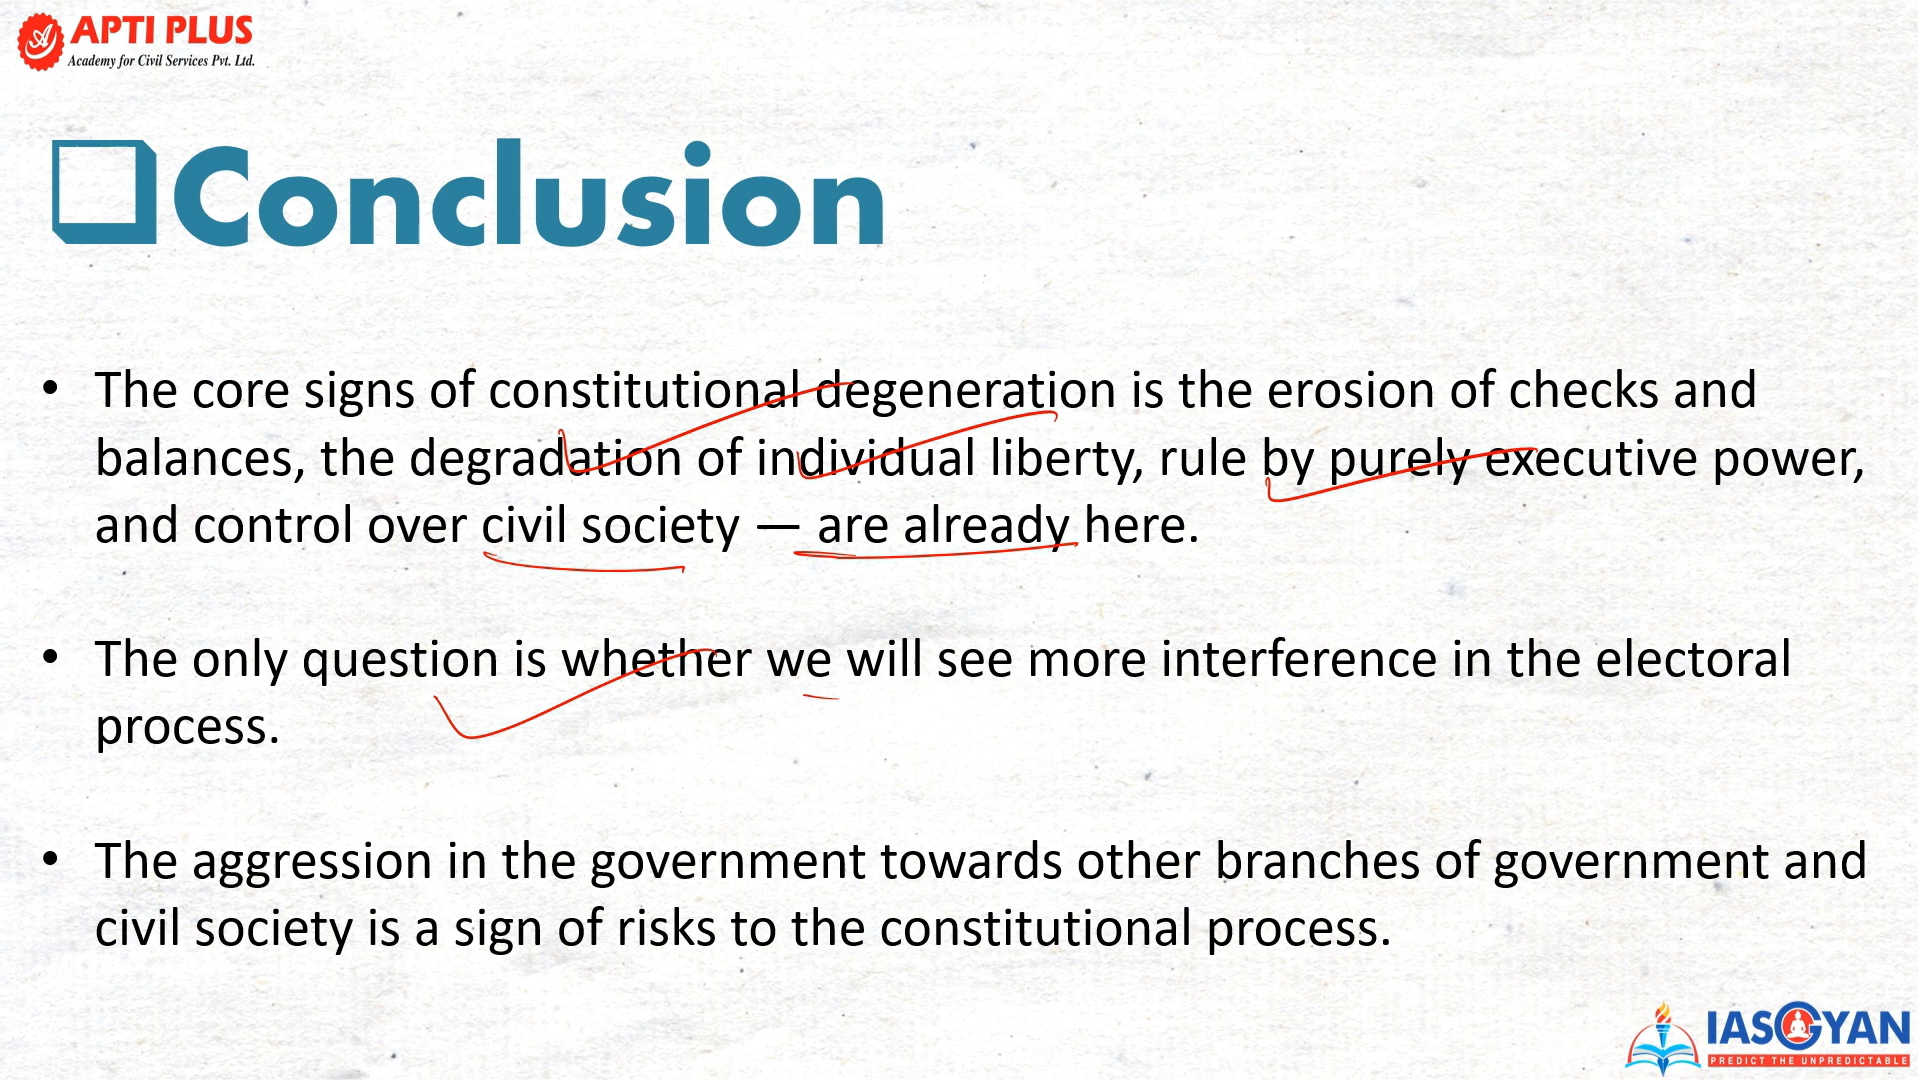 APTI PLUS
Academy for Civil Services Pvt. Ltd.
Conclusion
• The core signs of constitutional degeneration is the erosion of checks and
balances, the degradation of individual liberty, rule by purely executive power,
and control over civil society — are already here.
• The only question is whether we will see more interference in the electoral
process.
• The aggression in the government towards other branches of government and
civil society is a sign of risks to the constitutional process.
IASGYAN
PREDICT THE UNPREDICTABLE